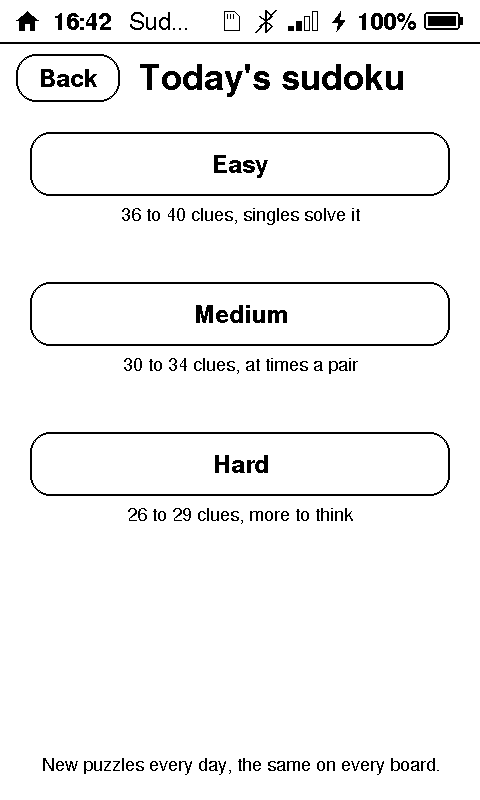 16:42 Sud... 100%
Back Today's sudoku
Easy
36 to 40 clues, singles solve it
Medium
30 to 34 clues, at times a pair
Hard
26 to 29 clues, more to think
New puzzles every day, the same on every board.